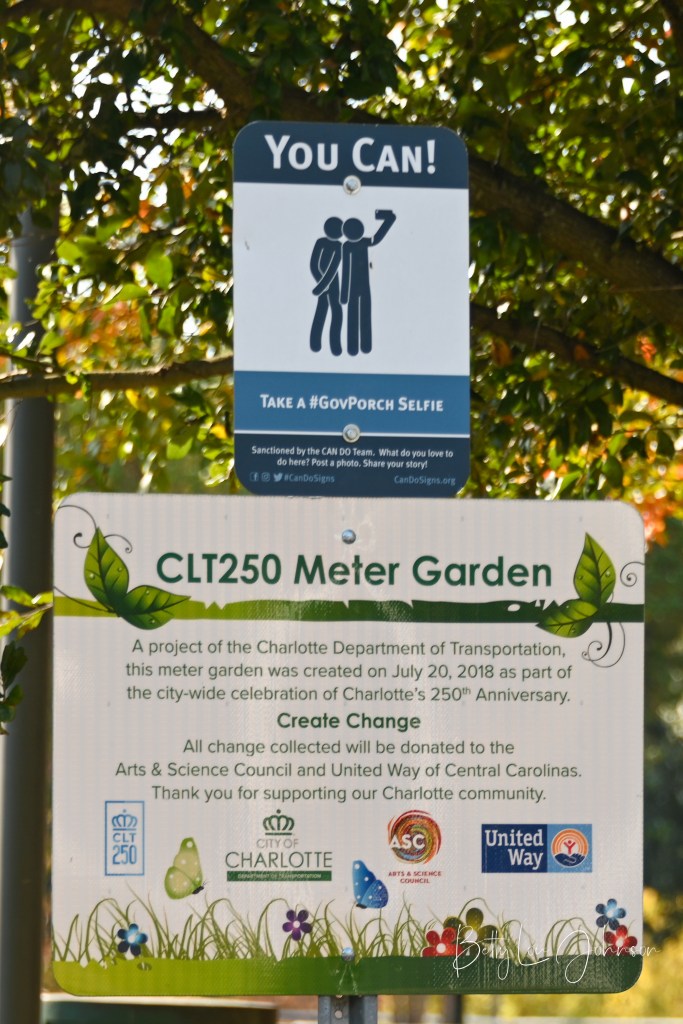 YOU CAN!
TAKE A #GOVPORCH SELFIE
Sanctioned by the CAN DO Team. What do you love to
do here? Post a photo. Share your story!
#CanDoSigns CanDoSigns.org
CLT250 Meter Garden
A project of the Charlotte Department of Transportation,
this meter garden was created on July 20, 2018 as part of
the city-wide celebration of Charlotte's 250th Anniversary.
Create Change
All change collected will be donated to the
Arts & Science Council and United Way of Central Carolinas.
Thank you for supporting our Charlotte community.
CLT
250
CITY OF
CHARLOTTE
DEPARTMENT OF TRANSPORTATION
ASC
ARTS & SCIENCE
COUNCIL
United
Way
Johnson